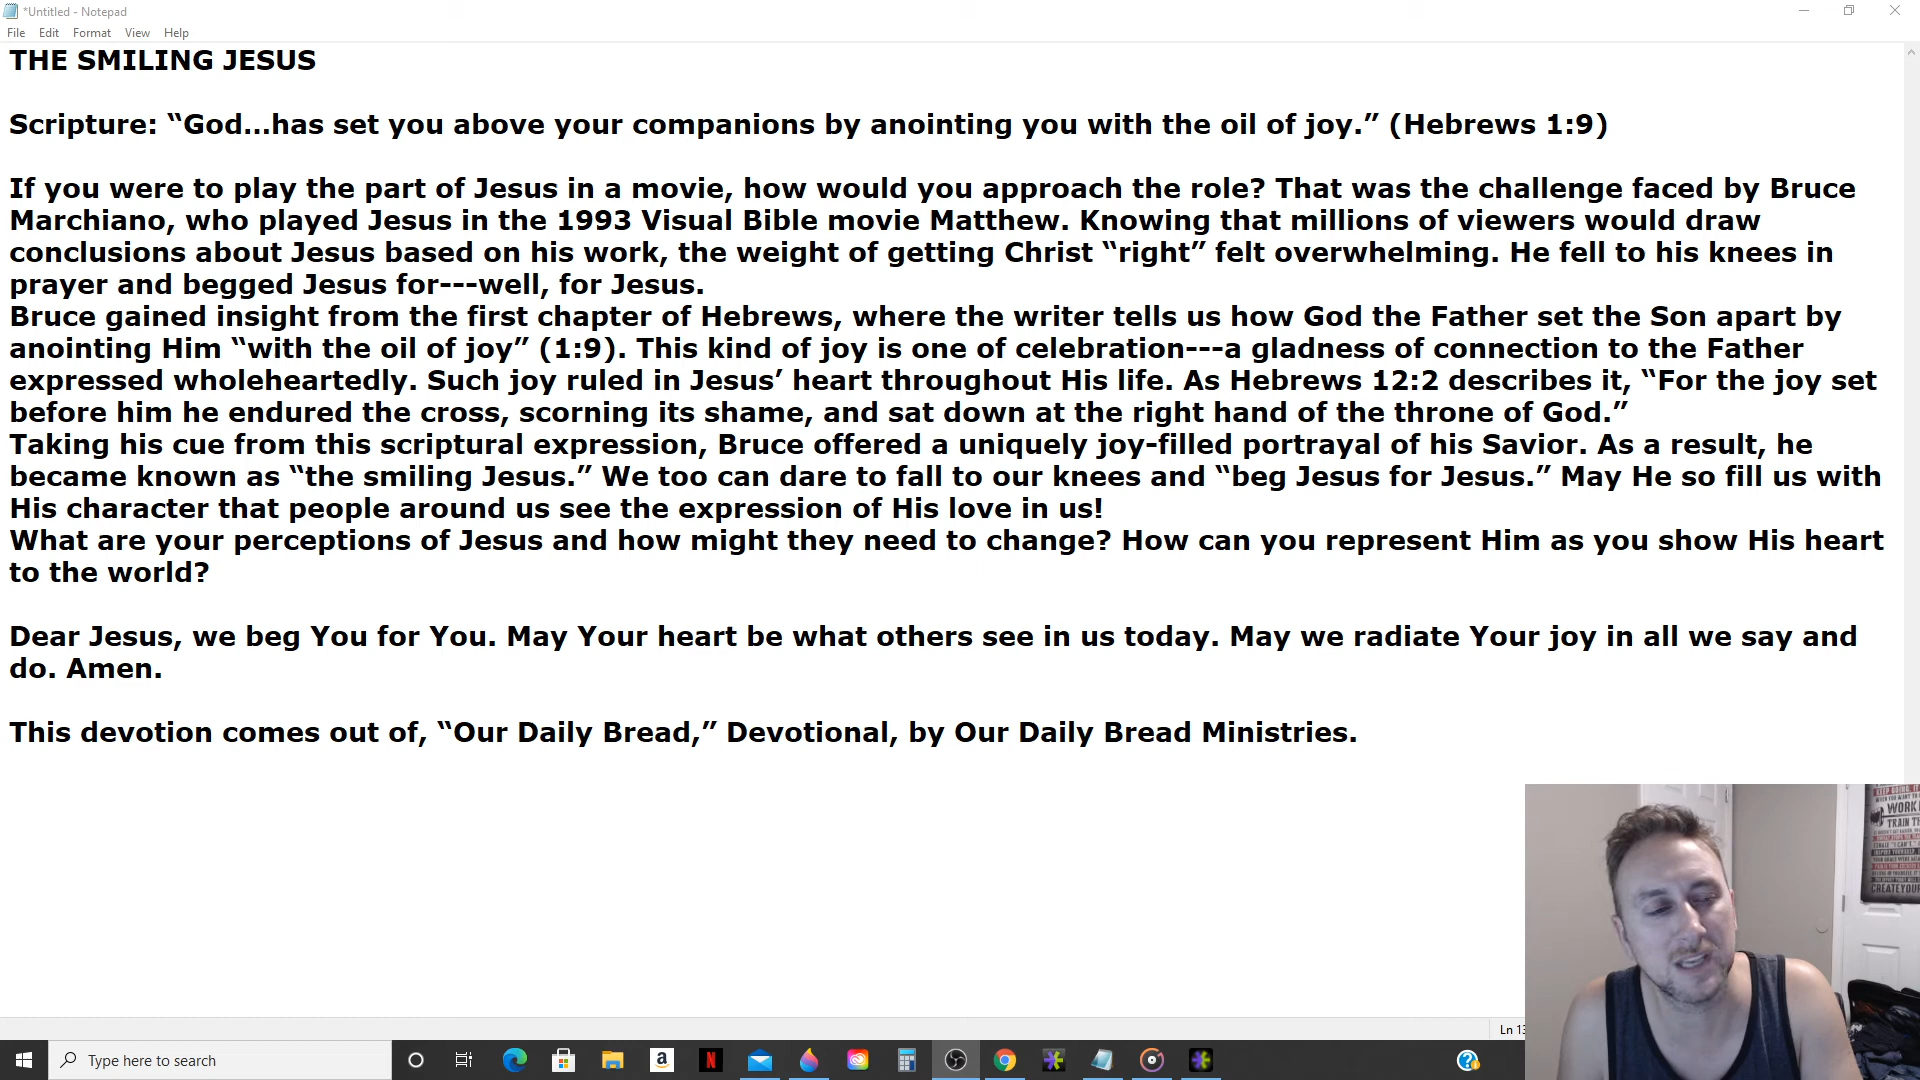 *Untitled - Notepad
File Edit Format View Help
THE SMILING JESUS
Scripture: “God…has set you above your companions by anointing you with the oil of joy.” (Hebrews 1:9)
If you were to play the part of Jesus in a movie, how would you approach the role? That was the challenge faced by Bruce
Marchiano, who played Jesus in the 1993 Visual Bible movie Matthew. Knowing that millions of viewers would draw
conclusions about Jesus based on his work, the weight of getting Christ “right” felt overwhelming. He fell to his knees in
prayer and begged Jesus for---well, for Jesus.
Bruce gained insight from the first chapter of Hebrews, where the writer tells us how God the Father set the Son apart by
anointing Him “with the oil of joy” (1:9). This kind of joy is one of celebration---a gladness of connection to the Father
expressed wholeheartedly. Such joy ruled in Jesus’ heart throughout His life. As Hebrews 12:2 describes it, “For the joy set
before him he endured the cross, scorning its shame, and sat down at the right hand of the throne of God.”
Taking his cue from this scriptural expression, Bruce offered a uniquely joy-filled portrayal of his Savior. As a result, he
became known as “the smiling Jesus.” We too can dare to fall to our knees and “beg Jesus for Jesus.” May He so fill us with
His character that people around us see the expression of His love in us!
What are your perceptions of Jesus and how might they need to change? How can you represent Him as you show His heart
to the world?
Dear Jesus, we beg You for You. May Your heart be what others see in us today. May we radiate Your joy in all we say and
do. Amen.
This devotion comes out of, “Our Daily Bread,” Devotional, by Our Daily Bread Ministries.
WORK
TRAIN TH
CREATE YOUR
Ln 13
Type here to search